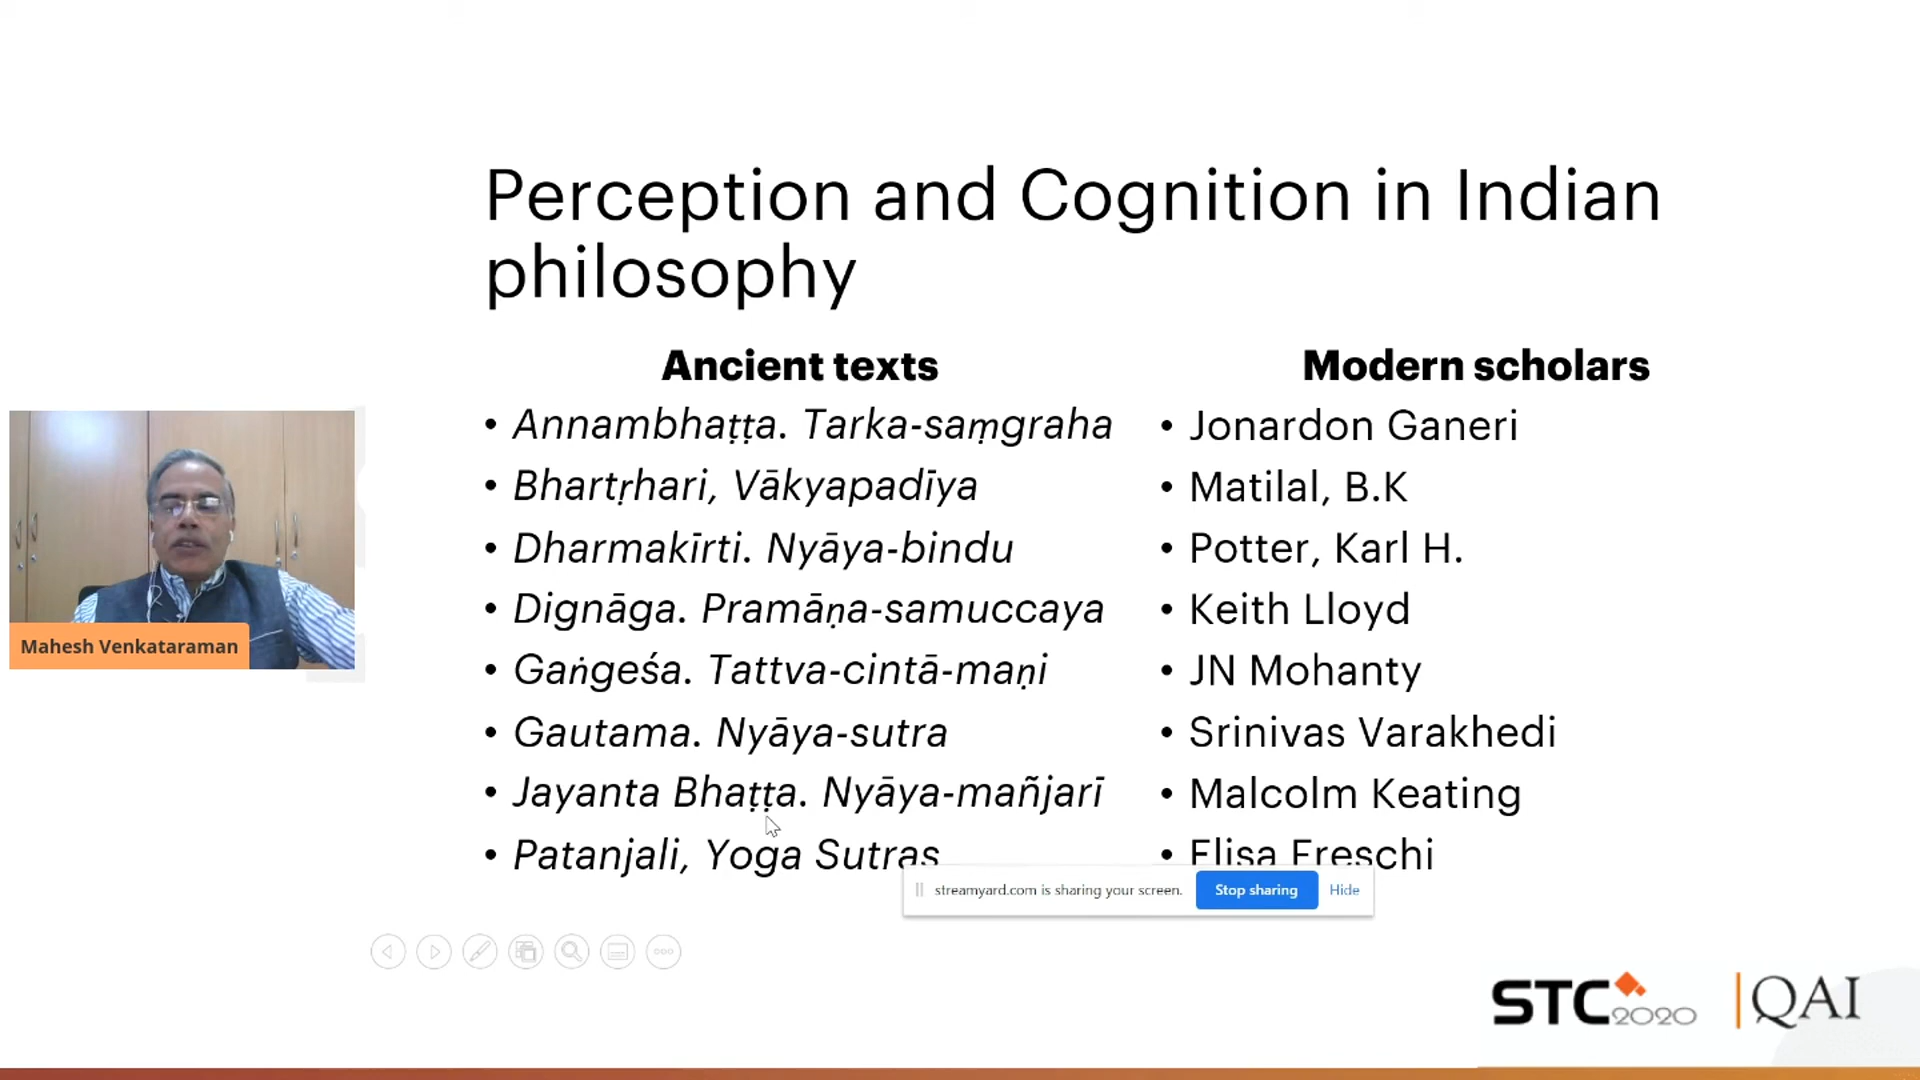 Perception and Cognition in Indian
philosophy
Ancient texts
• Annambhaṭṭa. Tarka-saṃgraha
• Bhartṛhari, Vākyapadīya
• Dharmakīrti. Nyāya-bindu
• Dignāga. Pramāṇa-samuccaya
• Gaṅgeśa. Tattva-cintā-maṇi
• Gautama. Nyāya-sutra
• Jayanta Bhaṭṭa. Nyāya-mañjarī
• Patanjali, Yoga Sutras
Modern scholars
• Jonardon Ganeri
• Matilal, B.K
• Potter, Karl H.
• Keith Lloyd
• JN Mohanty
• Srinivas Varakhedi
• Malcolm Keating
• Elisa Freschi
Mahesh Venkataraman
streamyard.com is sharing your screen. Stop sharing Hide
STC2020 QAI